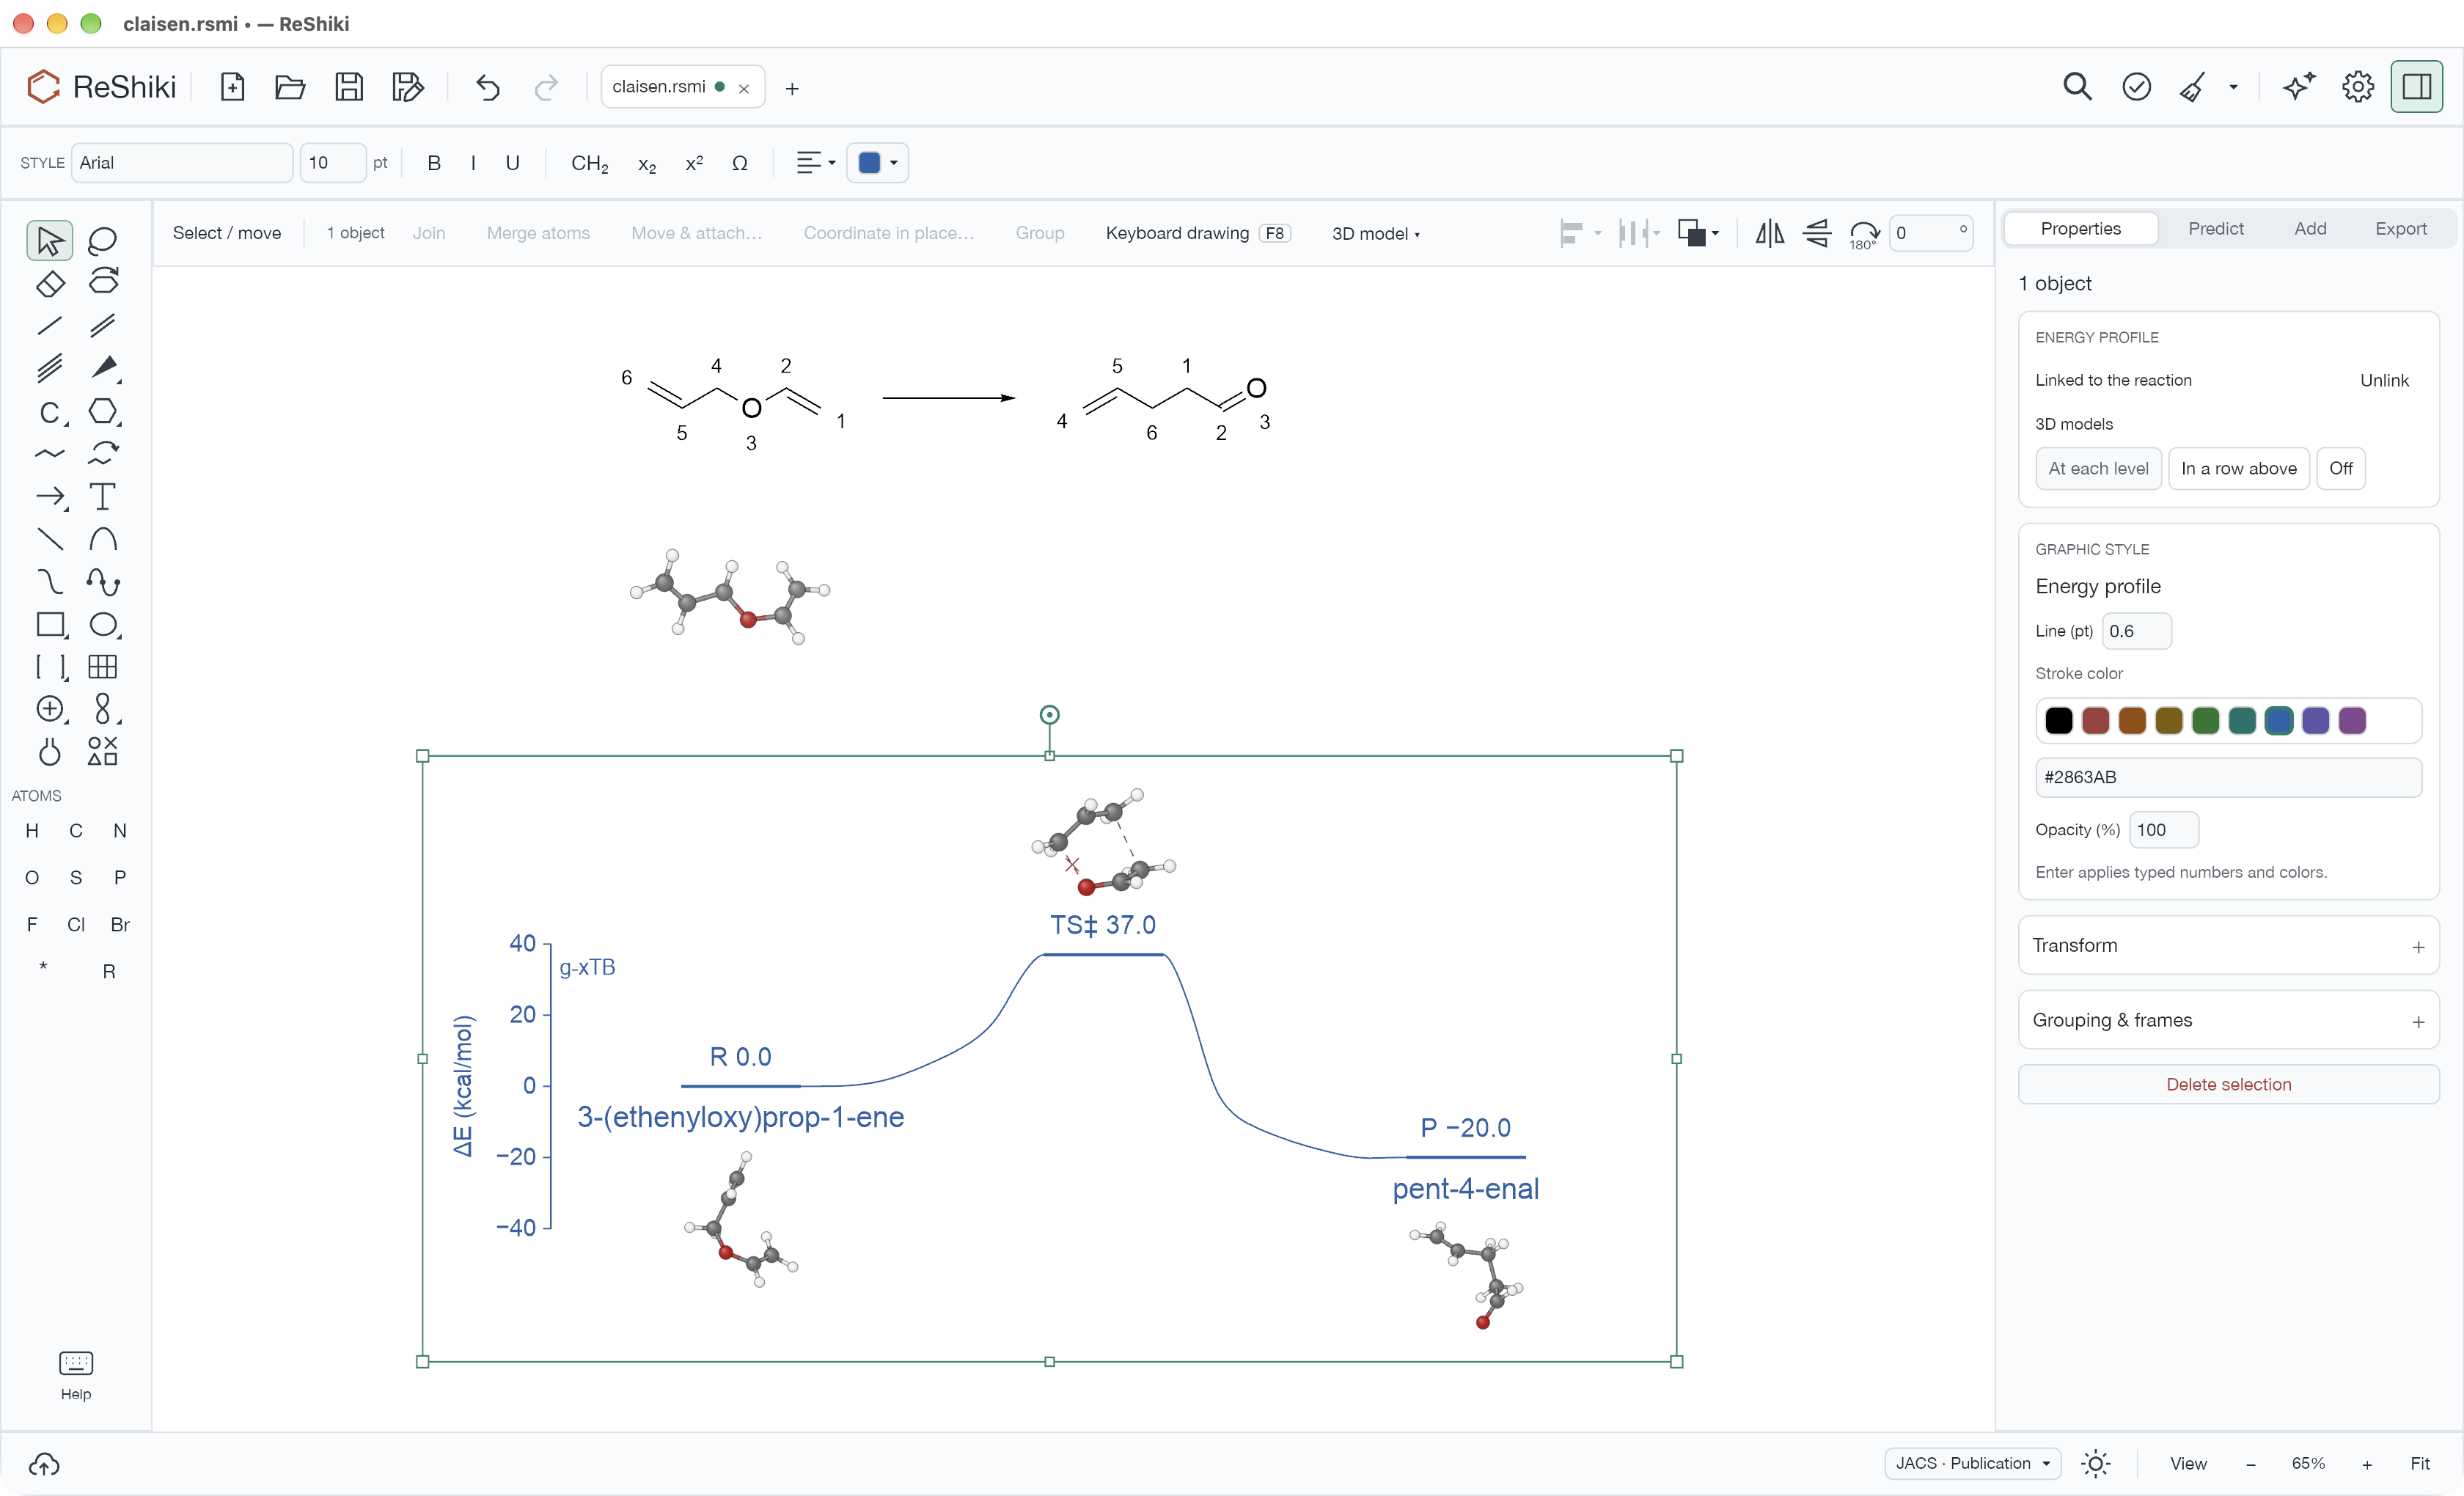 claisen.rsmi • — ReShiki
ReShiki
claisen.rsmi
STYLE Arial 10 pt B I U CH₂ x₂ x² Ω
Select / move 1 object Join Merge atoms Move & attach... Coordinate in place... Group Keyboard drawing F8 3D model 180° 0 °
Properties Predict Add Export
1 object
ENERGY PROFILE
Linked to the reaction Unlink
3D models
At each level In a row above Off
GRAPHIC STYLE
Energy profile
Line (pt) 0.6
Stroke color
#2863AB
Opacity (%) 100
Enter applies typed numbers and colors.
Transform +
Grouping & frames +
Delete selection
C
T
ATOMS
H C N
O S P
F Cl Br
* R
Help
6 4 2 5 1
O O
5 3 1 4 6 2 3
TS‡ 37.0
40
g-xTB
20
R 0.0
0
3-(ethenyloxy)prop-1-ene
P −20.0
−20
pent-4-enal
−40
ΔE (kcal/mol)
JACS · Publication View − 65% + Fit